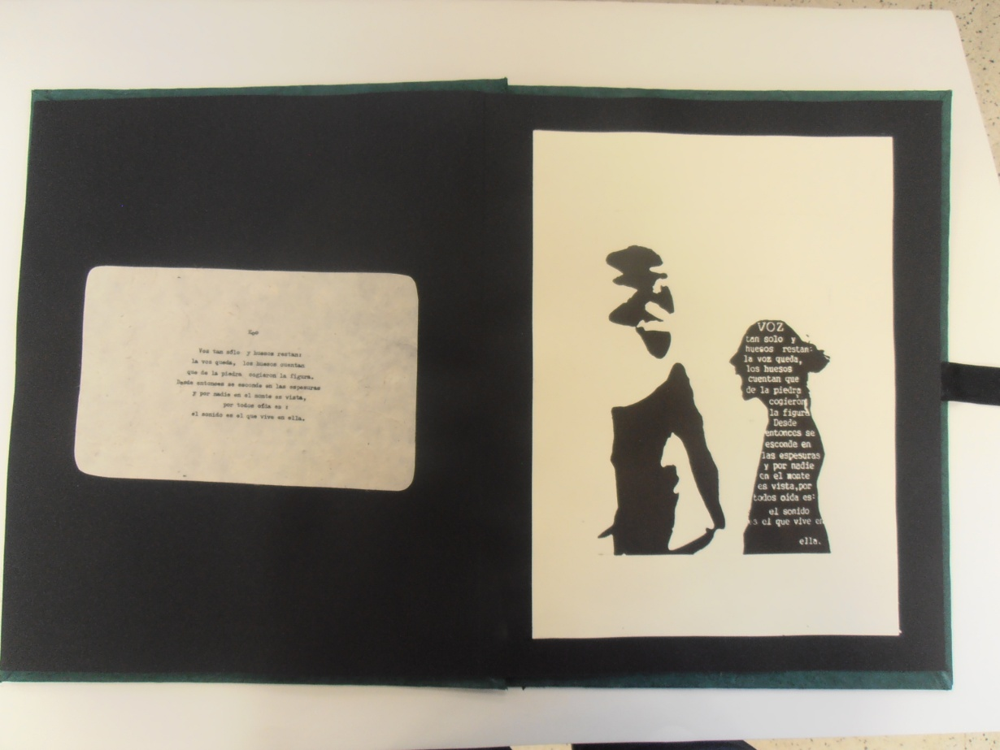 Eco
Voz tan sólo y huesos restan:
la voz queda, los huesos cuentan
que de la piedra cogieron la figura.
Desde entonces se esconde en las espesuras
y por nadie en el monte es vista,
por todos oída es :
el sonido es el que vive en ella.
VOZ
tan solo y
huesos restan:
la voz queda,
los huesos
cuentan que
de la piedra
cogieron
la figura
Desde
entonces se
esconde en
las espesuras
y por nadie
en el monte
es vista,por
todos oída es:
el sonido
es el que vive en
ella.